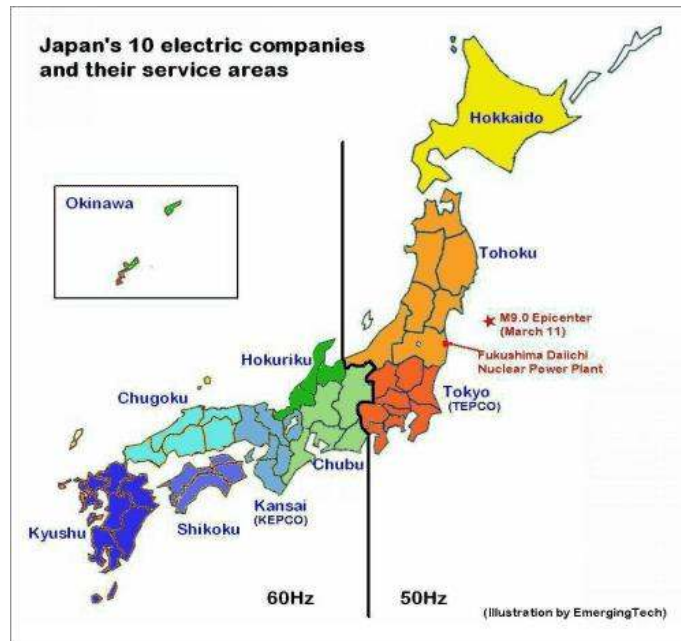 Japan's 10 electric companies
and their service areas
Hokkaido
Okinawa
Tohoku
M9.0 Epicenter
(March 11)
Fukushima Daiichi
Nuclear Power Plant
Hokuriku
Tokyo
(TEPCO)
Chugoku
Chubu
Kansai
(KEPCO)
Shikoku
Kyushu
60Hz
50Hz
(Illustration by EmergingTech)